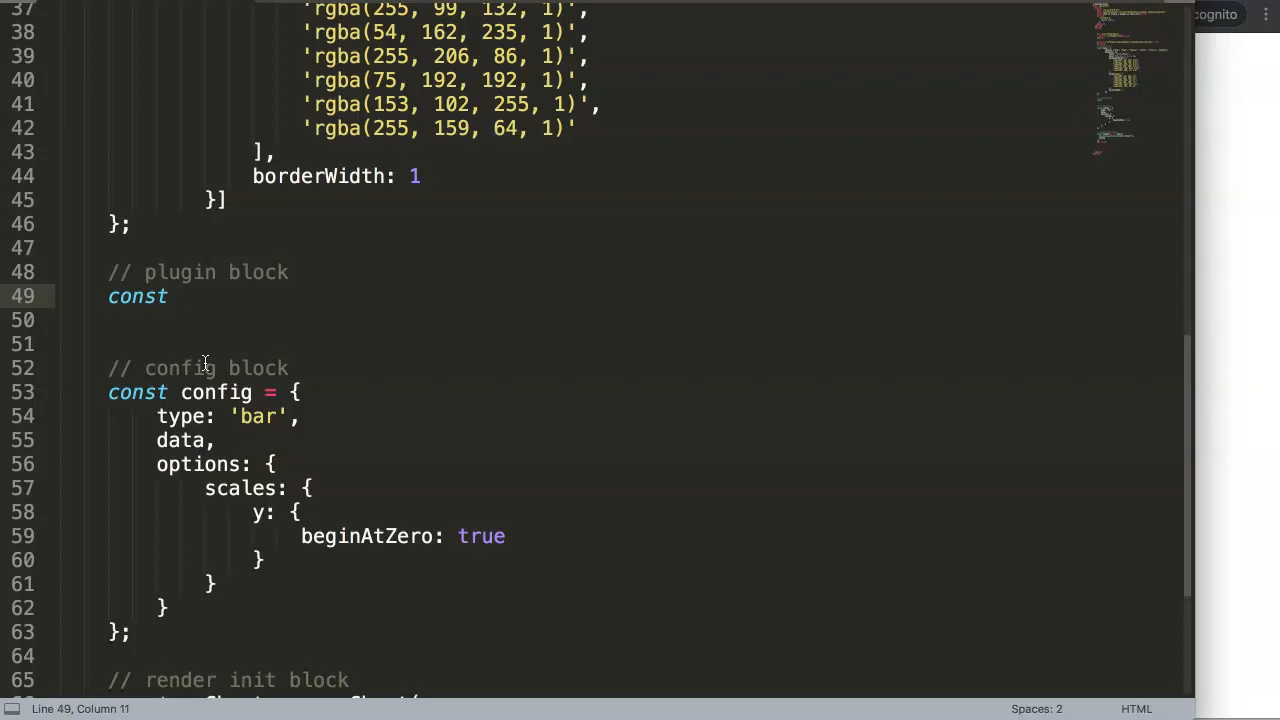 37 'rgba(255, 99, 132, 1)',
cognito
38 'rgba(54, 162, 235, 1)',
39 'rgba(255, 206, 86, 1)',
40 'rgba(75, 192, 192, 1)',
41 'rgba(153, 102, 255, 1)',
42 'rgba(255, 159, 64, 1)'
43 ],
44 borderWidth: 1
45 }]
46 };
47
48 // plugin block
49 const
50
51
52 // config block
53 const config = {
54 type: 'bar',
55 data,
56 options: {
57 scales: {
58 y: {
59 beginAtZero: true
60 }
61 }
62 }
63 };
64
65 // render init block
Line 49, Column 11
Spaces: 2
HTML